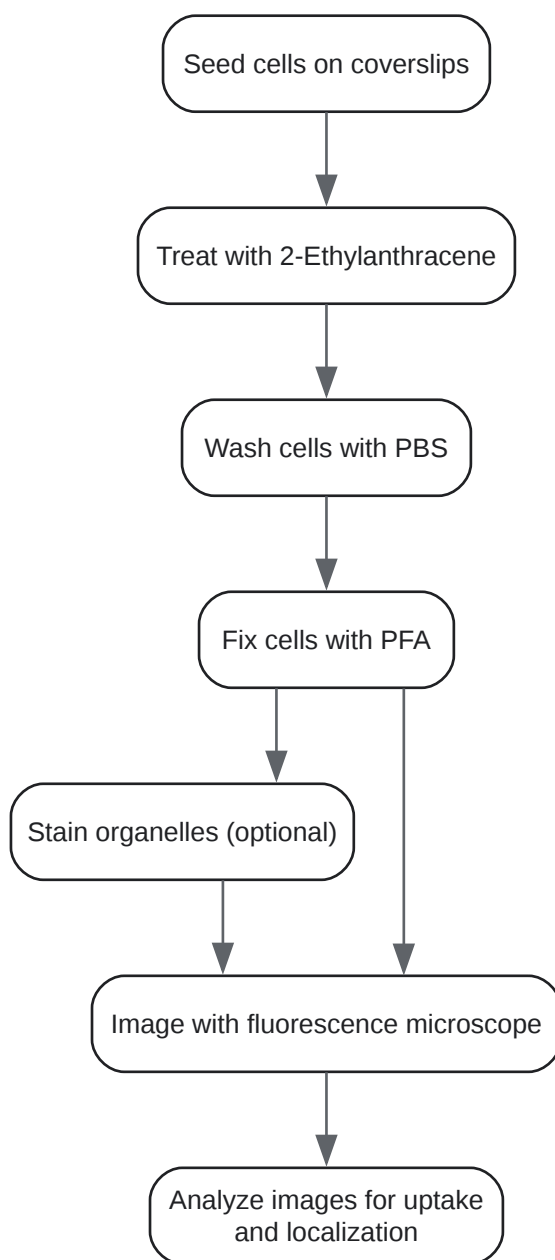 Seed cells on coverslips
Treat with 2-Ethylanthracene
Wash cells with PBS
Fix cells with PFA
Stain organelles (optional)
Image with fluorescence microscope
Analyze images for uptake
and localization